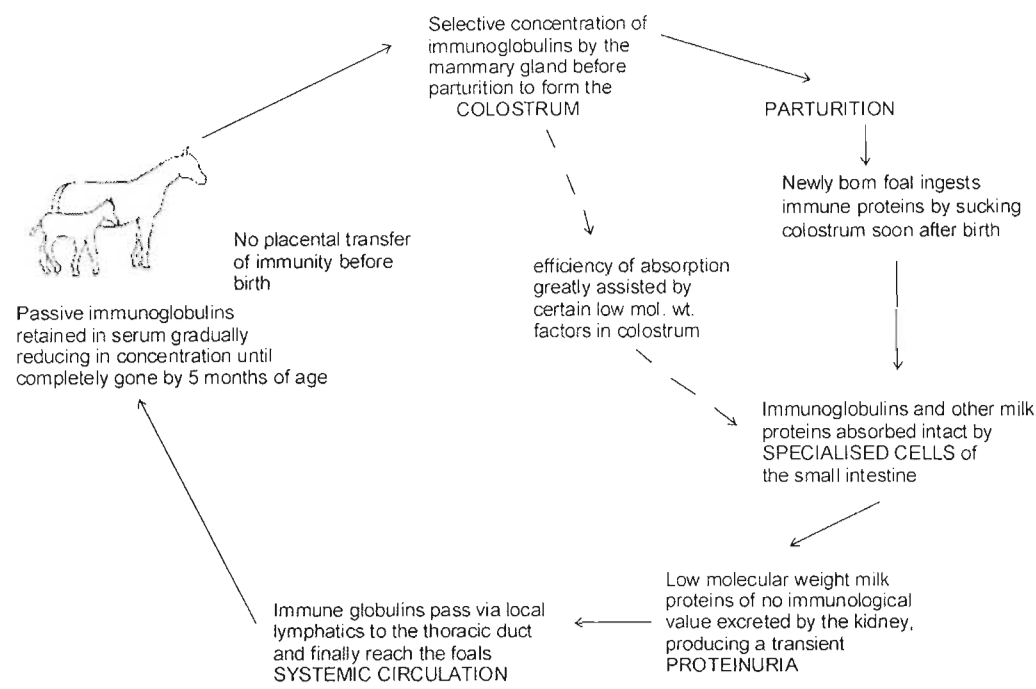 Selective concentration of
immunoglobulins by the
mammary gland before
parturition to form the
COLOSTRUM
PARTURITION
Newly born foal ingests
immune proteins by sucking
colostrum soon after birth
No placental transfer
of immunity before
birth
efficiency of absorption
greatly assisted by
certain low mol. wt.
factors in colostrum
Passive immunoglobulins
retained in serum gradually
reducing in concentration until
completely gone by 5 months of age
Immunoglobulins and other milk
proteins absorbed intact by
SPECIALISED CELLS of
the small intestine
Low molecular weight milk
proteins of no immunological
value excreted by the kidney,
producing a transient
PROTEINURIA
Immune globulins pass via local
lymphatics to the thoracic duct
and finally reach the foals
SYSTEMIC CIRCULATION